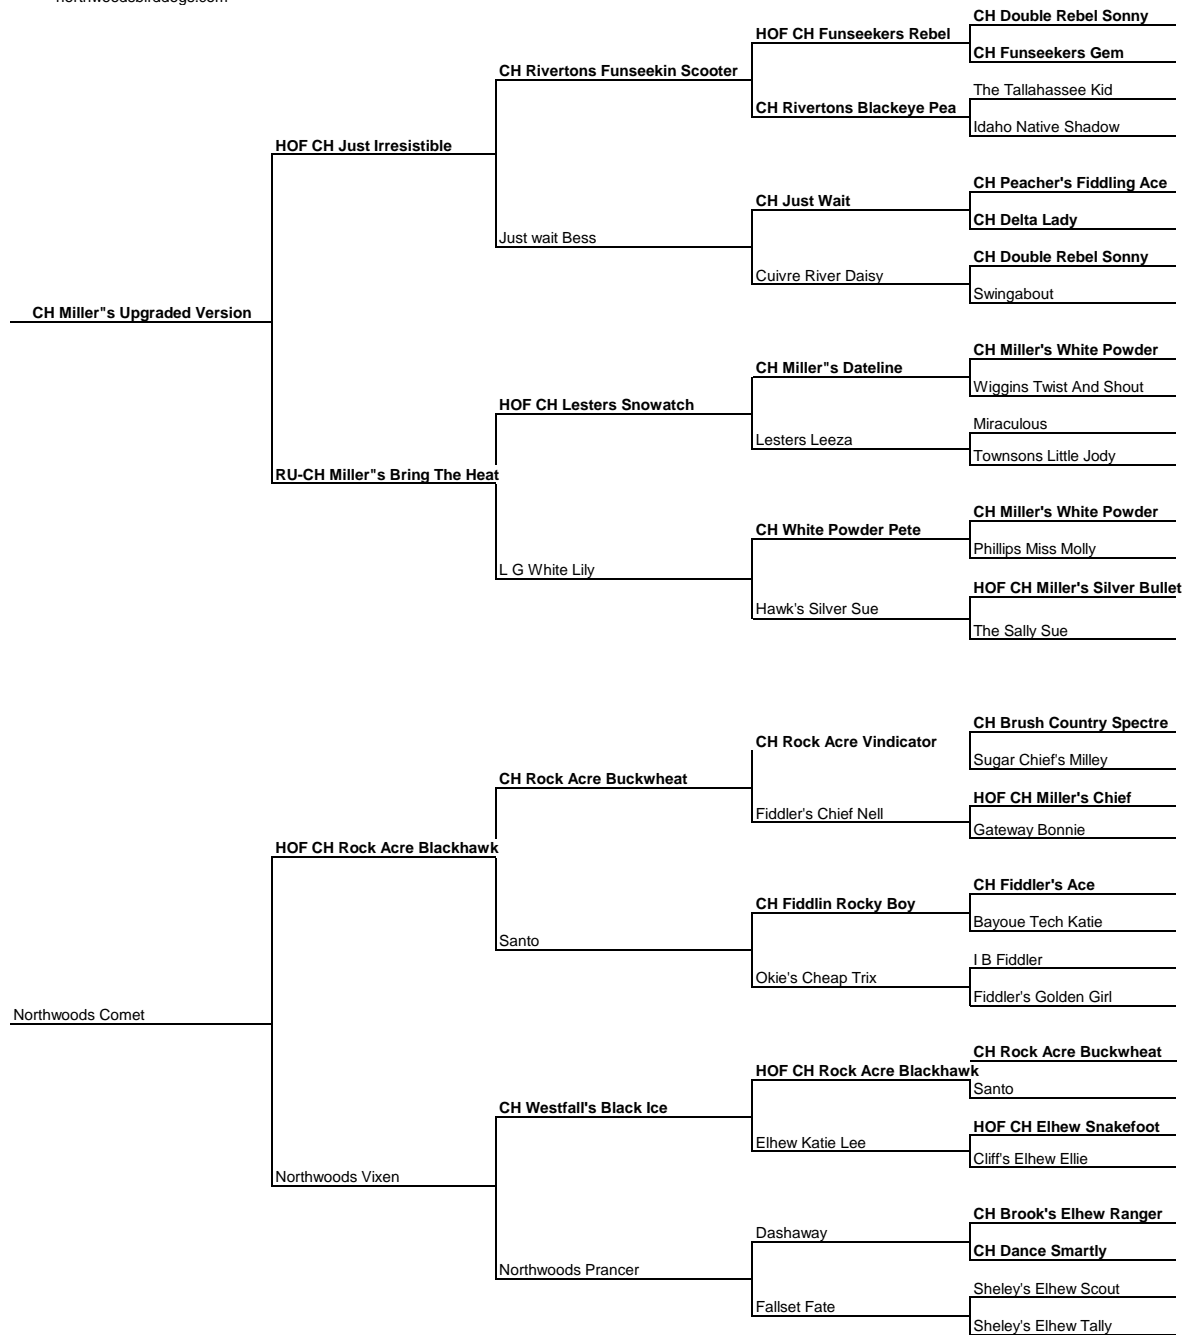 northwoodsbirddogs.com
CH Double Rebel Sonny
HOF CH Funseekers Rebel
CH Funseekers Gem
CH Rivertons Funseekin Scooter
The Tallahassee Kid
CH Rivertons Blackeye Pea
Idaho Native Shadow
HOF CH Just Irresistible
CH Peacher's Fiddling Ace
CH Just Wait
CH Delta Lady
Just wait Bess
CH Double Rebel Sonny
Cuivre River Daisy
Swingabout
CH Miller"s Upgraded Version
CH Miller's White Powder
CH Miller"s Dateline
Wiggins Twist And Shout
HOF CH Lesters Snowatch
Miraculous
Lesters Leeza
Townsons Little Jody
RU-CH Miller"s Bring The Heat
CH Miller's White Powder
CH White Powder Pete
Phillips Miss Molly
L G White Lily
HOF CH Miller's Silver Bullet
Hawk's Silver Sue
The Sally Sue
CH Brush Country Spectre
CH Rock Acre Vindicator
Sugar Chief's Milley
CH Rock Acre Buckwheat
HOF CH Miller's Chief
Fiddler's Chief Nell
Gateway Bonnie
HOF CH Rock Acre Blackhawk
CH Fiddler's Ace
CH Fiddlin Rocky Boy
Bayoue Tech Katie
Santo
I B Fiddler
Okie's Cheap Trix
Fiddler's Golden Girl
Northwoods Comet
CH Rock Acre Buckwheat
HOF CH Rock Acre Blackhawk
Santo
CH Westfall's Black Ice
HOF CH Elhew Snakefoot
Elhew Katie Lee
Cliff's Elhew Ellie
Northwoods Vixen
CH Brook's Elhew Ranger
Dashaway
CH Dance Smartly
Northwoods Prancer
Sheley's Elhew Scout
Fallset Fate
Sheley's Elhew Tally